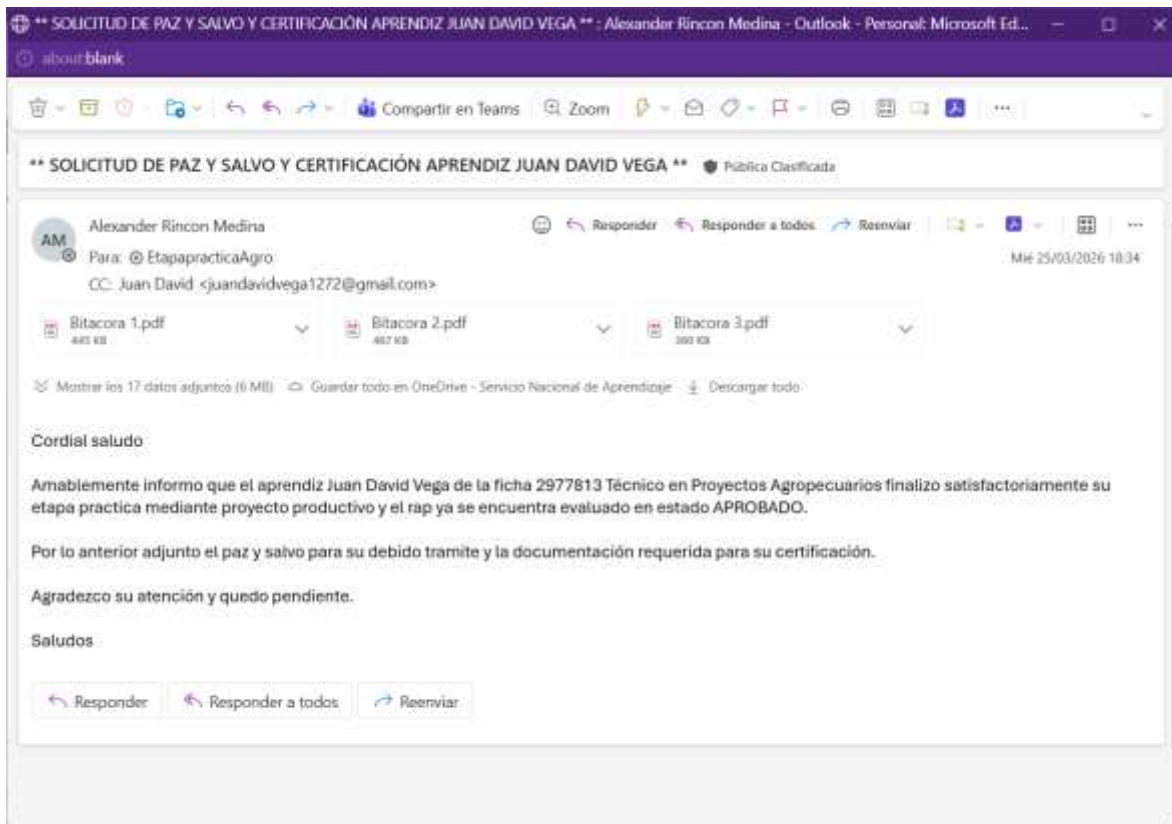 ** SOLICITUD DE PAZ Y SALVO Y CERTIFICACIÓN APRENDIZ JUAN DAVID VEGA ** : Alexander Rincon Medina - Outlook - Personal: Microsoft Ed...
about:blank
Compartir en Teams Zoom
** SOLICITUD DE PAZ Y SALVO Y CERTIFICACIÓN APRENDIZ JUAN DAVID VEGA ** Pública Clasificada
AM
Alexander Rincon Medina
Responder Responder a todos Reenviar
Para: EtapapracticaAgro
Mié 25/03/2026 18:34
CC: Juan David <juandavidvega1272@gmail.com>
Bitacora 1.pdf
445 KB
Bitacora 2.pdf
467 KB
Bitacora 3.pdf
360 KB
Mostrar los 17 datos adjuntos (6 MB) Guardar todo en OneDrive - Servicio Nacional de Aprendizaje Descargar todo
Cordial saludo
Amablemente informo que el aprendiz Juan David Vega de la ficha 2977813 Técnico en Proyectos Agropecuarios finalizo satisfactoriamente su
etapa practica mediante proyecto productivo y el rap ya se encuentra evaluado en estado APROBADO.
Por lo anterior adjunto el paz y salvo para su debido tramite y la documentación requerida para su certificación.
Agradezco su atención y quedo pendiente.
Saludos
Responder Responder a todos Reenviar